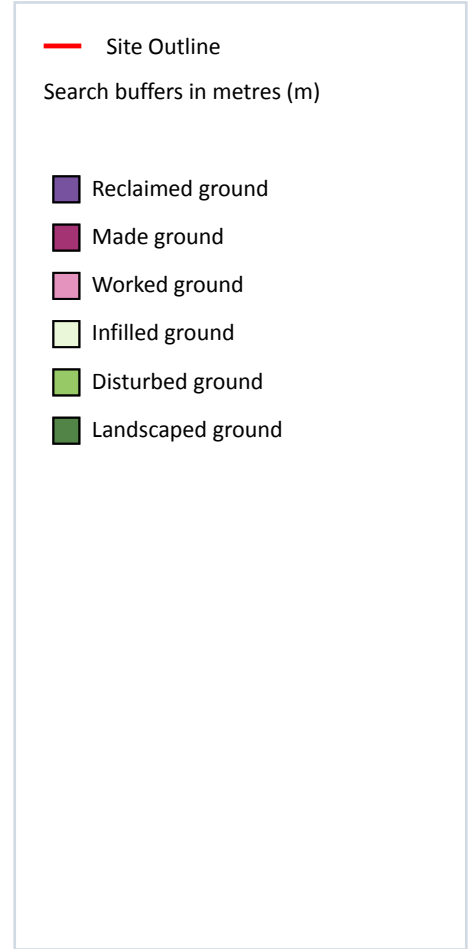 Site Outline
Search buffers in metres (m)
Reclaimed ground
Made ground
Worked ground
Infilled ground
Disturbed ground
Landscaped ground